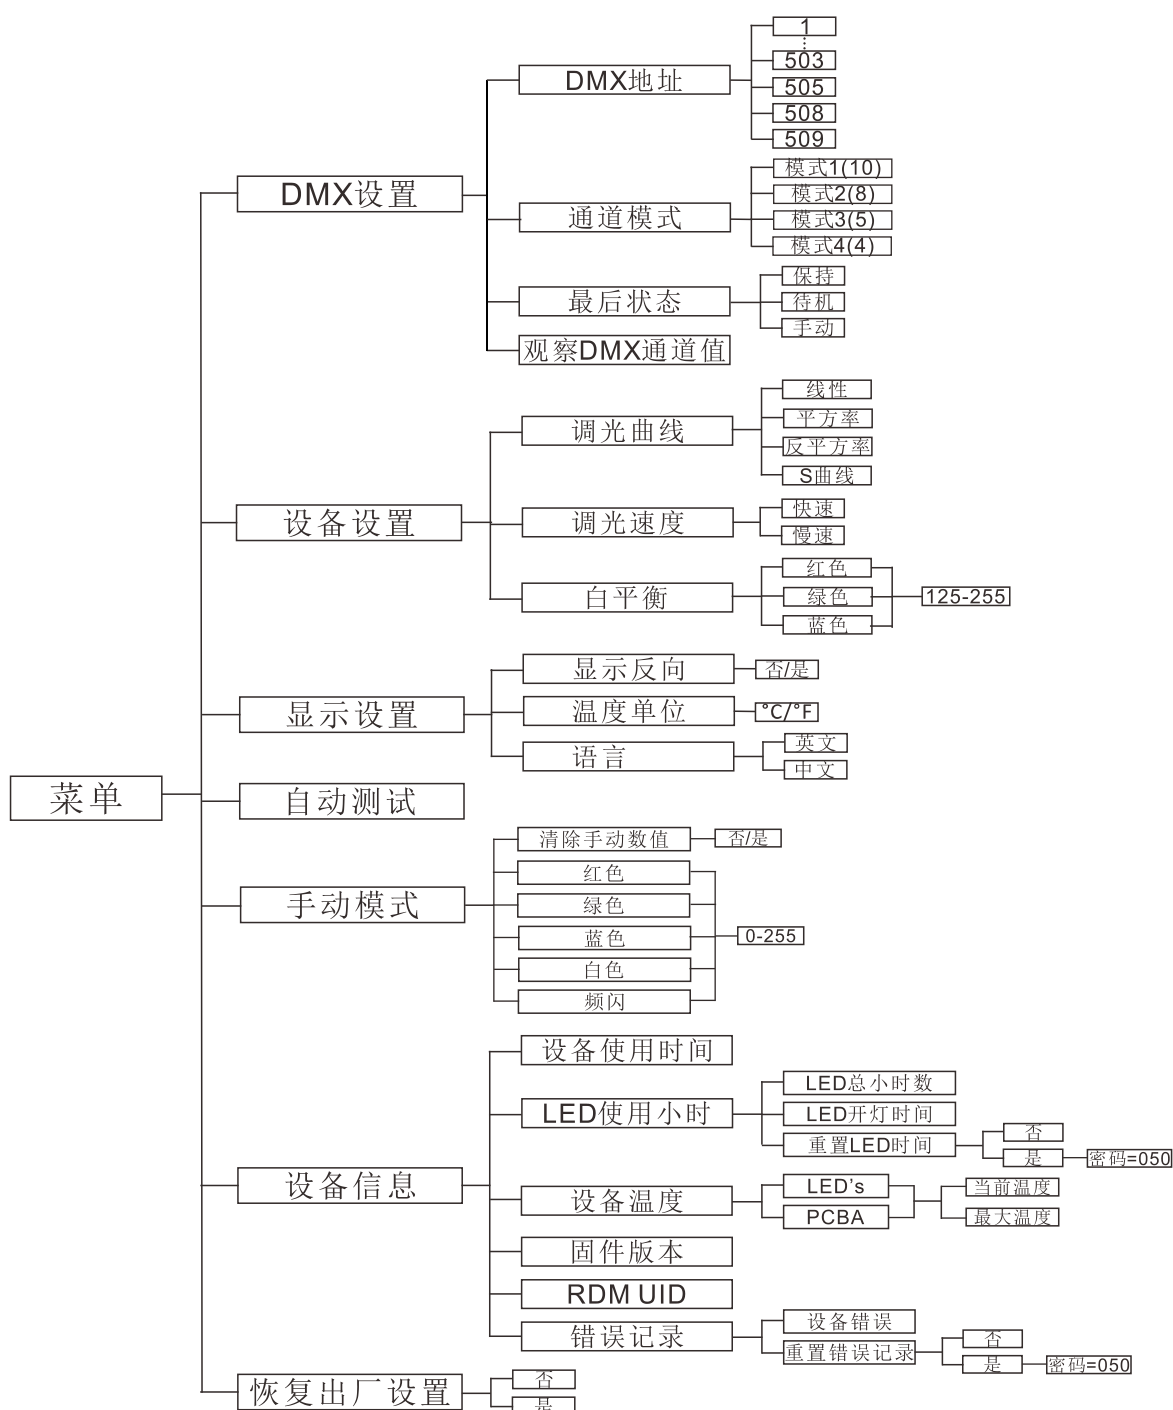 菜单
DMX设置
DMX地址
1
503
505
508
509
通道模式
模式1(10)
模式2(8)
模式3(5)
模式4(4)
最后状态
保持
待机
手动
观察DMX通道值
设备设置
调光曲线
线性
平方率
反平方率
S曲线
调光速度
快速
慢速
白平衡
红色
绿色
蓝色
125-255
显示设置
显示反向
否/是
温度单位
°C/°F
语言
英文
中文
自动测试
手动模式
清除手动数值
否/是
红色
绿色
蓝色
白色
频闪
0-255
设备信息
设备使用时间
LED使用小时
LED总小时数
LED开灯时间
重置LED时间
否
是
密码=050
设备温度
LED's
PCBA
当前温度
最大温度
固件版本
RDM UID
错误记录
设备错误
重置错误记录
否
是
密码=050
恢复出厂设置
否
是